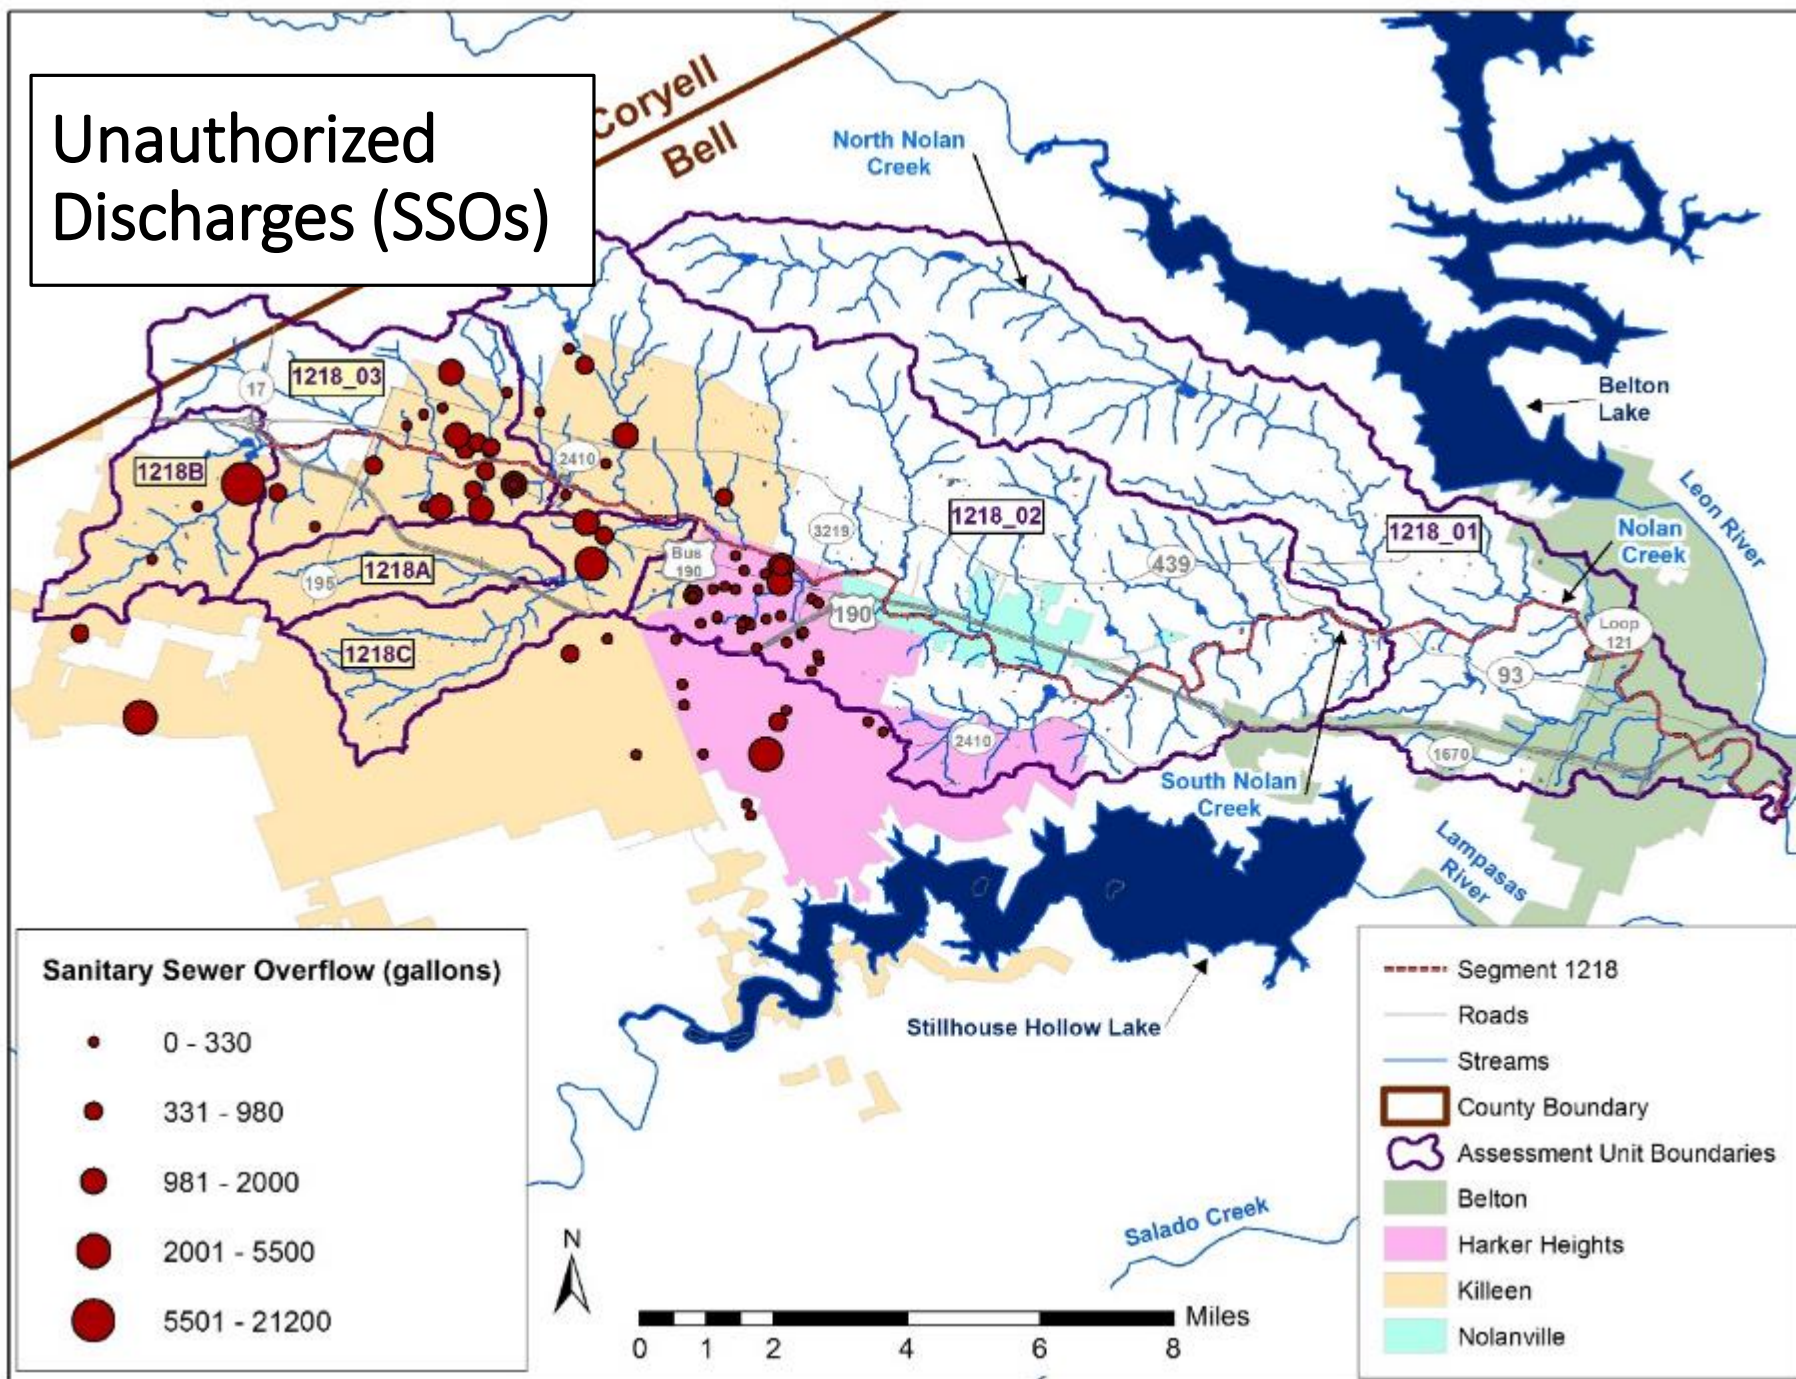 Unauthorized
Discharges (SSOs)
Coryell
Bell
North Nolan
Creek
Belton
Lake
17
1218_03
1218B
2410
1218_02
3219
439
1218_01
Nolan
Creek
Leon River
Bus
190
195
1218A
190
Loop
121
1218C
93
2410
1670
South Nolan
Creek
Lampasas
River
Stillhouse Hollow Lake
Salado Creek
Sanitary Sewer Overflow (gallons)
0 - 330
331 - 980
981 - 2000
2001 - 5500
5501 - 21200
N
Miles
0 1 2 4 6 8
Segment 1218
Roads
Streams
County Boundary
Assessment Unit Boundaries
Belton
Harker Heights
Killeen
Nolanville